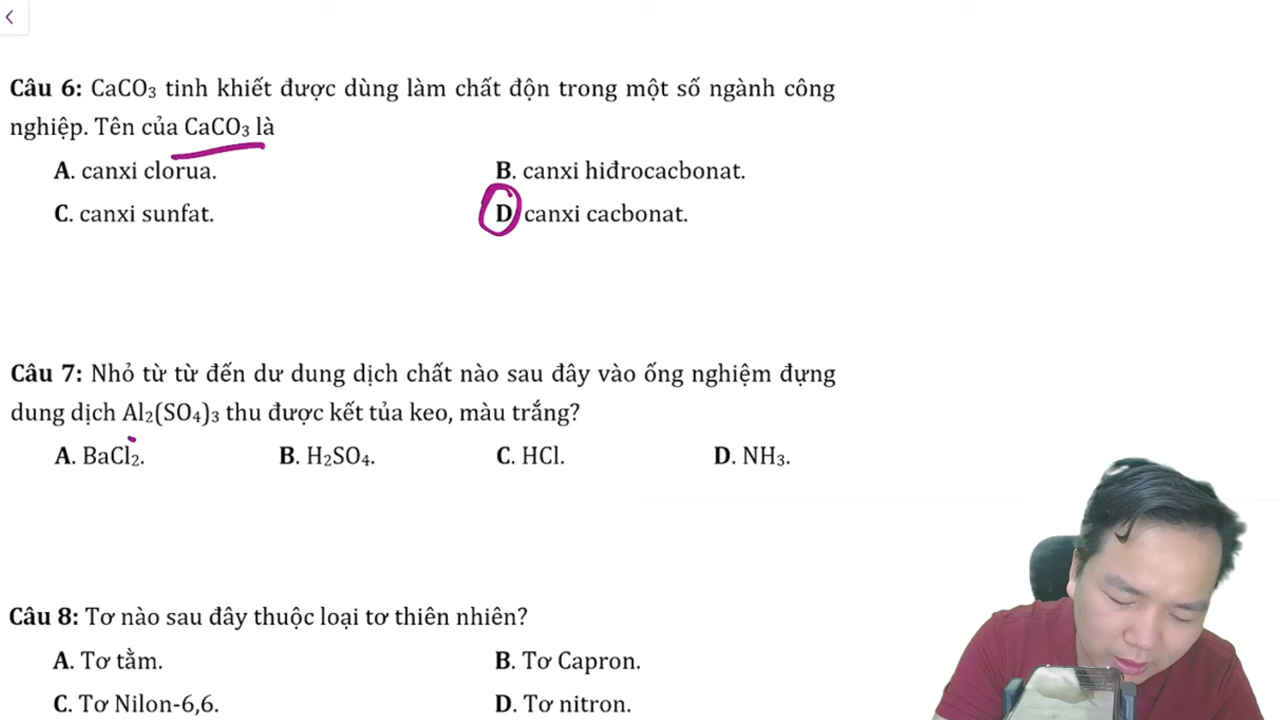 Câu 6: CaCO₃ tinh khiết được dùng làm chất độn trong một số ngành công
nghiệp. Tên của CaCO₃ là
A. canxi clorua.
B. canxi hiđrocacbonat.
C. canxi sunfat.
D canxi cacbonat.
Câu 7: Nhỏ từ từ đến dư dung dịch chất nào sau đây vào ống nghiệm đựng
dung dịch Al₂(SO₄)₃ thu được kết tủa keo, màu trắng?
A. BaCl₂.
B. H₂SO₄.
C. HCl.
D. NH₃.
Câu 8: Tơ nào sau đây thuộc loại tơ thiên nhiên?
A. Tơ tằm.
B. Tơ Capron.
C. Tơ Nilon-6,6.
D. Tơ nitron.